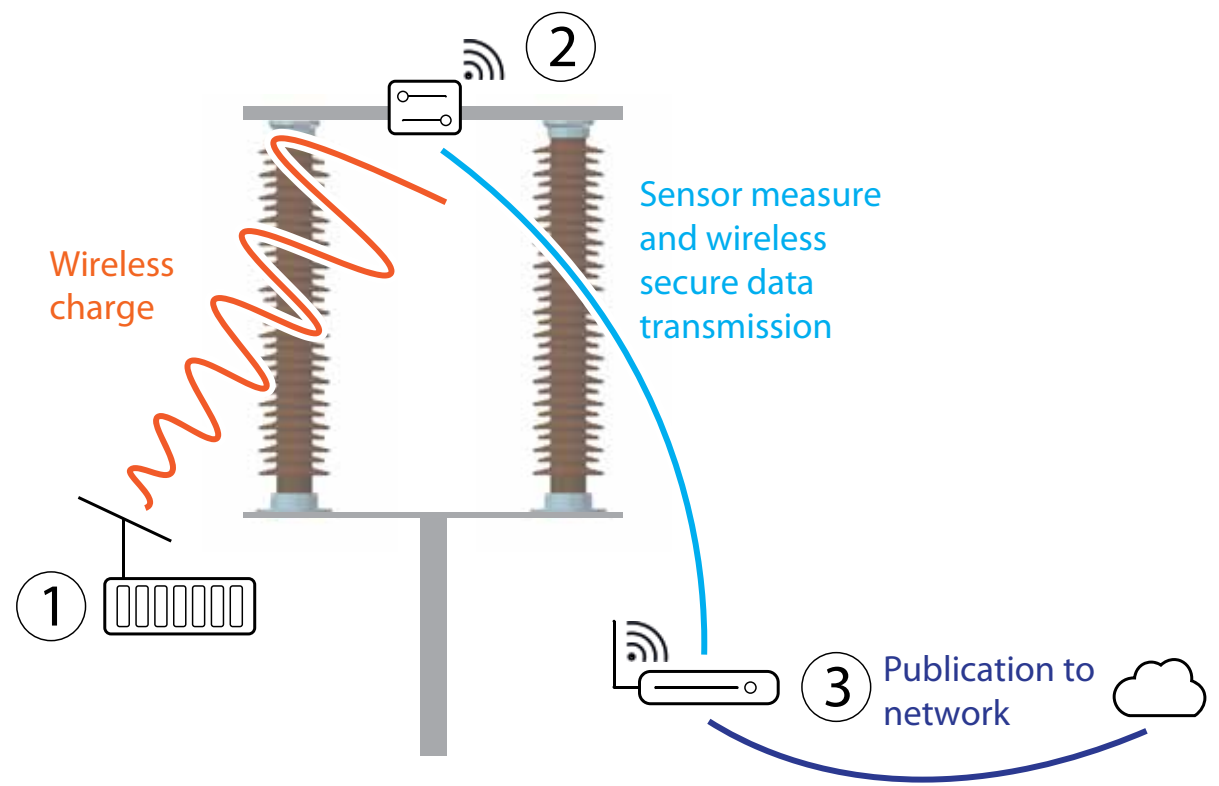 2
Sensor measure
and wireless
secure data
transmission
Wireless
charge
1
3
Publication to
network